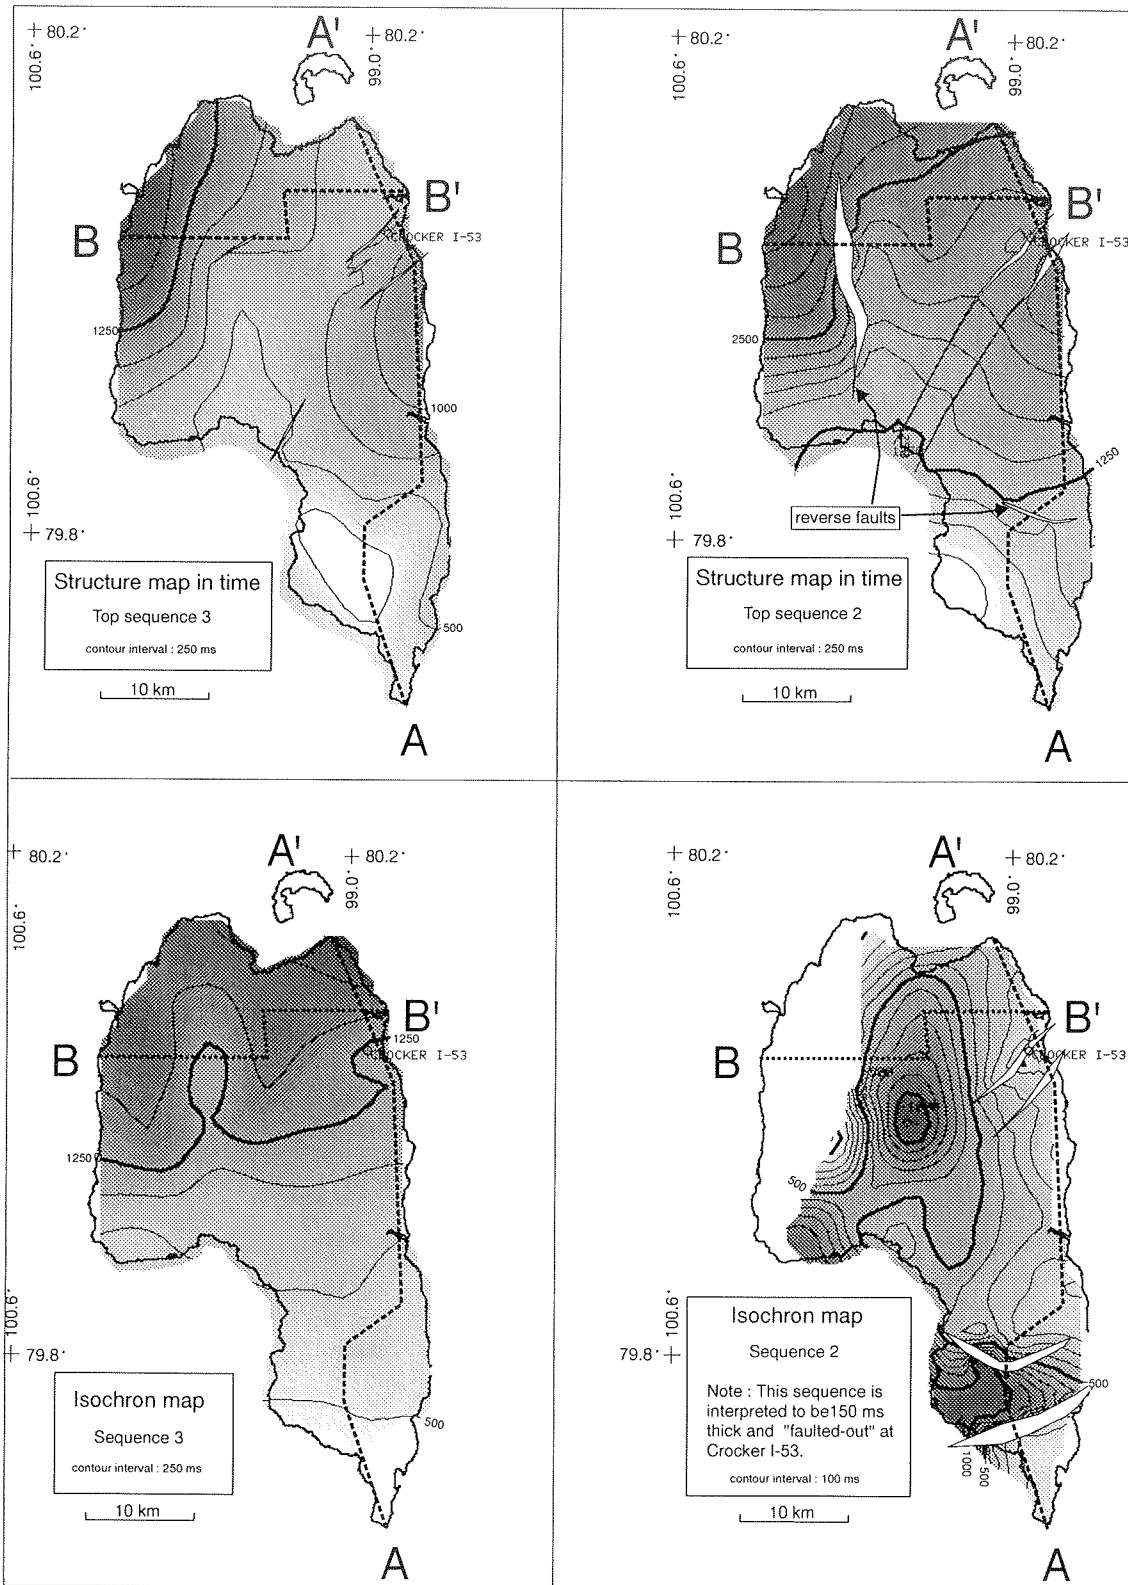 80.2°
A'
80.2°
100.6°
99.0°
B'
B
CROCKER I-53
1250
1000
100.6°
79.8°
Structure map in time
Top sequence 3
contour interval : 250 ms
500
10 km
A
80.2°
A'
80.2°
100.6°
99.0°
B'
B
CROCKER I-53
2500
1250
100.6°
reverse faults
79.8°
Structure map in time
Top sequence 2
contour interval : 250 ms
10 km
A
80.2°
A'
80.2°
100.6°
99.0°
B'
1250
B
CROCKER I-53
1250
100.6°
79.8°
Isochron map
Sequence 3
contour interval : 250 ms
500
10 km
A
80.2°
A'
80.2°
100.6°
99.0°
B'
B
CROCKER I-53
500
100.6°
79.8°
Isochron map
Sequence 2
Note : This sequence is
interpreted to be150 ms
thick and "faulted-out" at
Crocker I-53.
contour interval : 100 ms
500
1000
500
10 km
A